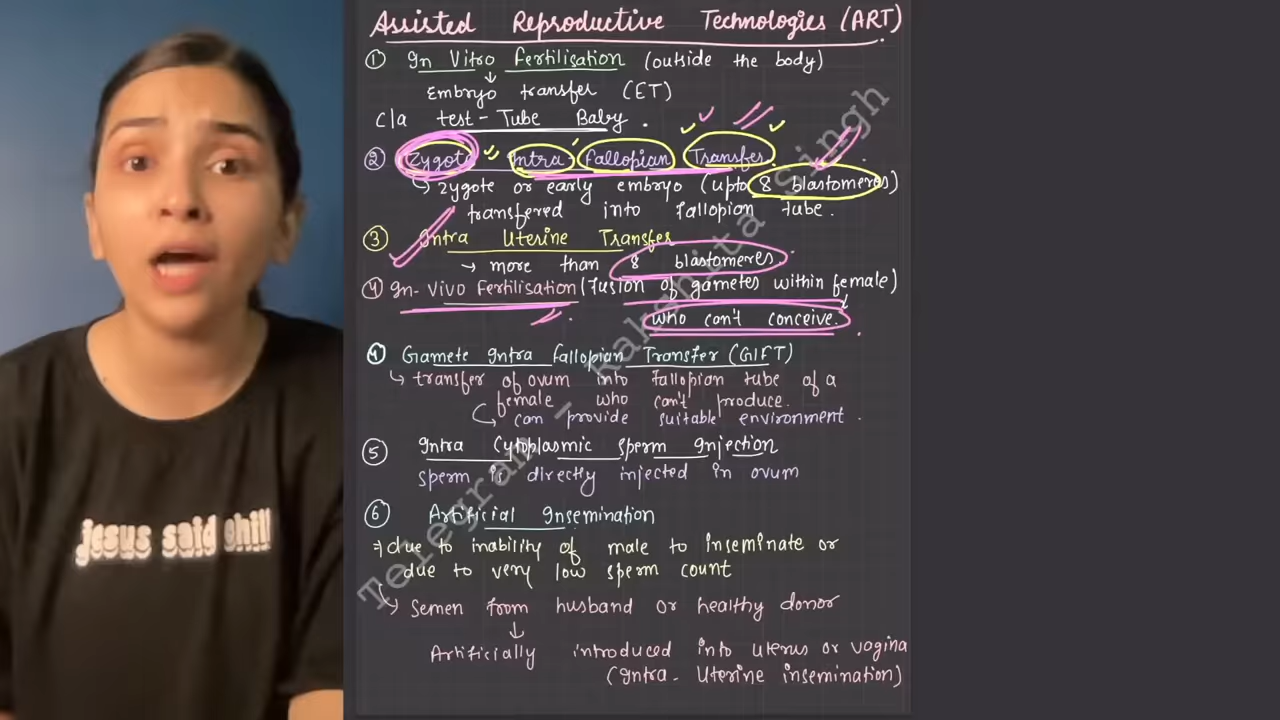 Assisted Reproductive Technologies (ART)
① In Vitro Fertilisation (outside the body)
↓
Embryo transfer (ET)
c/a test-Tube Baby.
② Zygote Intra-fallopian Transfer.
↳ zygote or early embryo (upto 8 blastomeres)
transferred into fallopian tube.
③ Intra Uterine Transfer
→ more than 8 blastomeres.
④ In-vivo Fertilisation (fusion of gametes within female)
who can't conceive.
④ Gamete Intra fallopian Transfer (GIFT)
↳ transfer of ovum into fallopian tube of a
female who can't produce.
↳ can provide suitable environment.
⑤ Intra Cytoplasmic sperm Injection
sperm is directly injected in ovum
⑥ Artificial Insemination
⇒ due to inability of male to inseminate or
due to very low sperm count
↳ Semen from husband or healthy donor
↓
Artificially introduced into uterus or vagina
(Intra-Uterine insemination)
Telegram - Rakshita Singh
jesus said chill